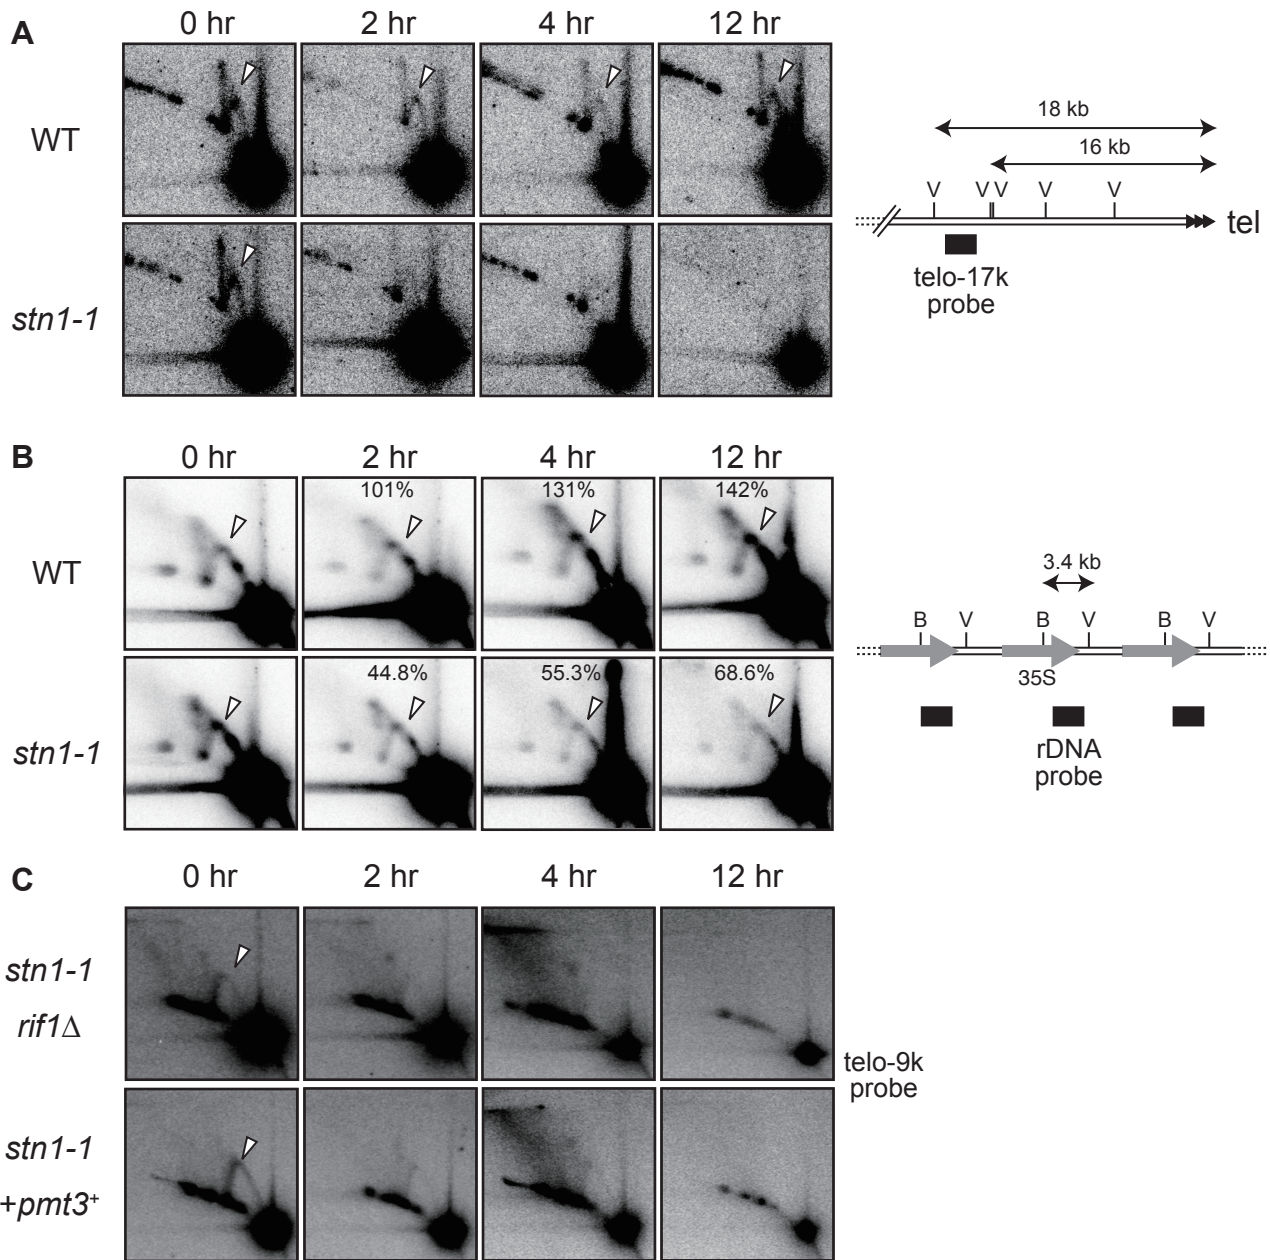 A
0 hr 2 hr 4 hr 12 hr
WT
18 kb
16 kb
V V V V V
tel
telo-17k
probe
stn1-1
B
0 hr 2 hr 4 hr 12 hr
101% 131% 142%
WT
3.4 kb
B V B V B V
35S
44.8% 55.3% 68.6%
rDNA
probe
stn1-1
C
0 hr 2 hr 4 hr 12 hr
stn1-1
rif1Δ
telo-9k
probe
stn1-1
+pmt3⁺